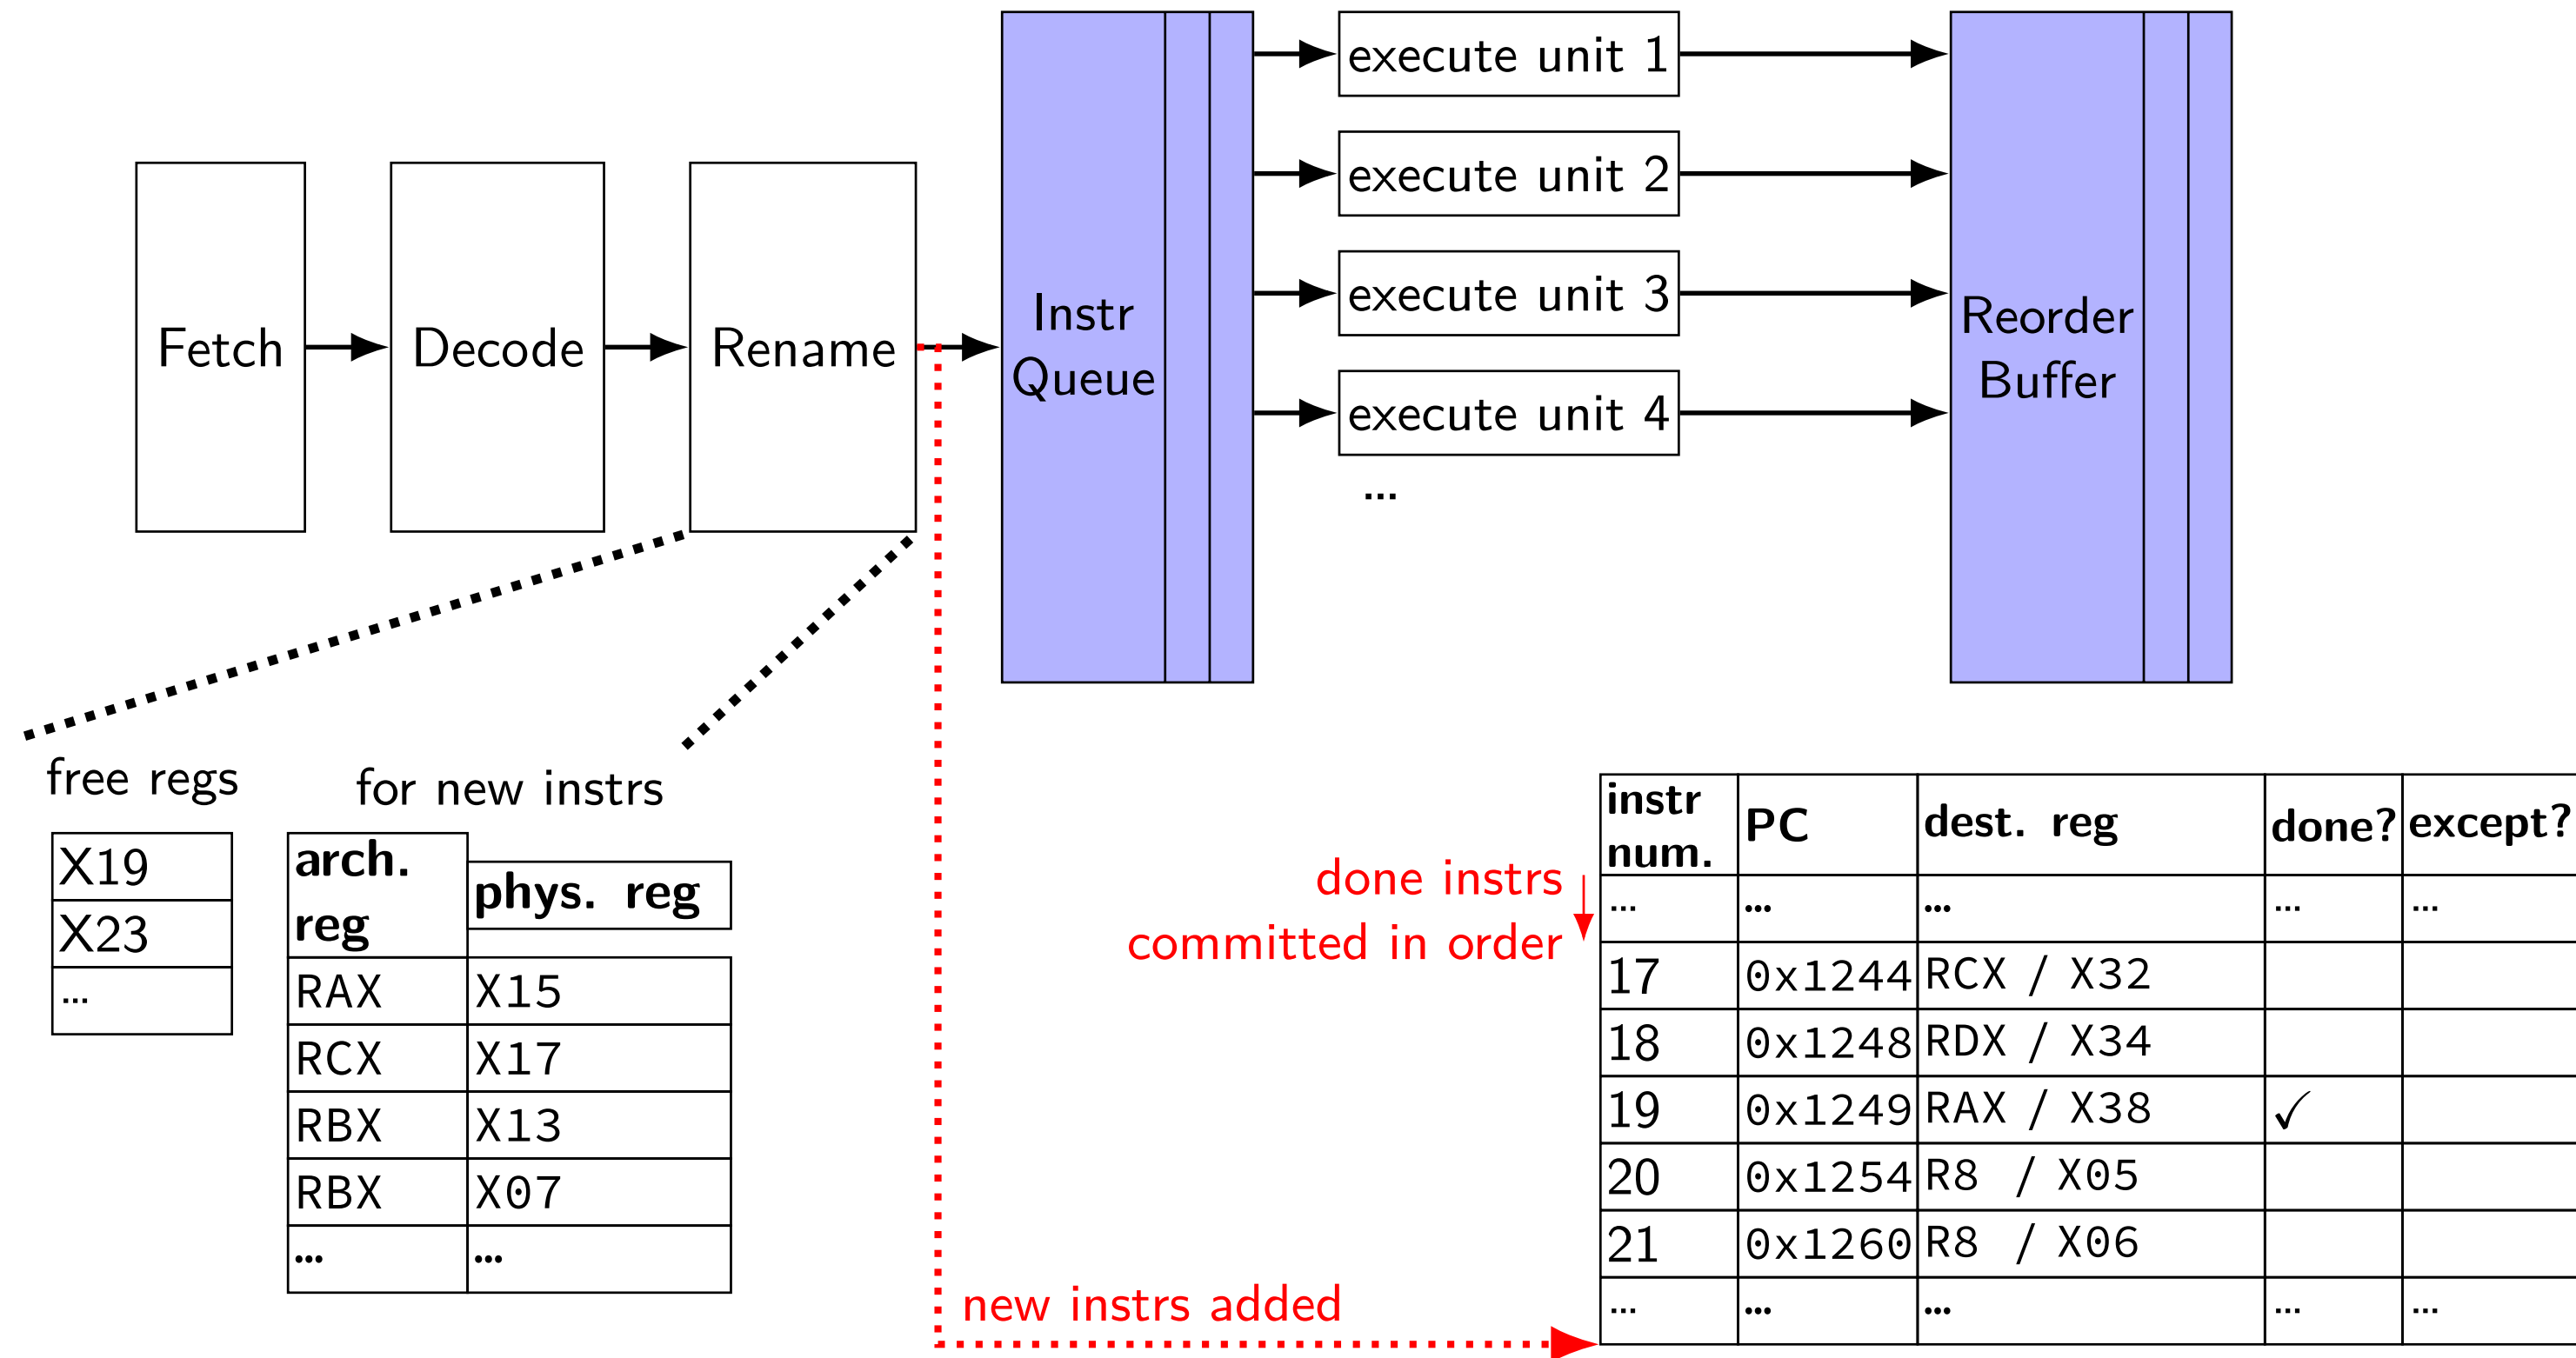 Fetch
Decode
Rename
Instr
Queue
execute unit 1
execute unit 2
execute unit 3
execute unit 4
...
Reorder
Buffer
free regs
X19
X23
...
for new instrs
arch. reg phys. reg
RAX X15
RCX X17
RBX X13
RBX X07
... ...
new instrs added
done instrs
committed in order
instr num. PC dest. reg done? except?
... ... ... ... ...
17 0x1244 RCX / X32
18 0x1248 RDX / X34
19 0x1249 RAX / X38 ✓
20 0x1254 R8 / X05
21 0x1260 R8 / X06
... ... ... ... ...